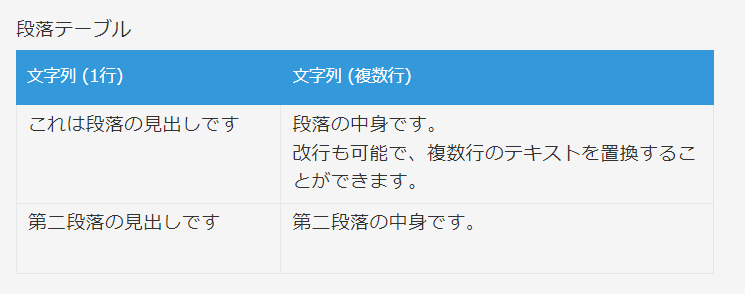 段落テーブル
文字列 (1行)
文字列 (複数行)
これは段落の見出しです
段落の中身です。
改行も可能で、複数行のテキストを置換するこ
とができます。
第二段落の見出しです
第二段落の中身です。